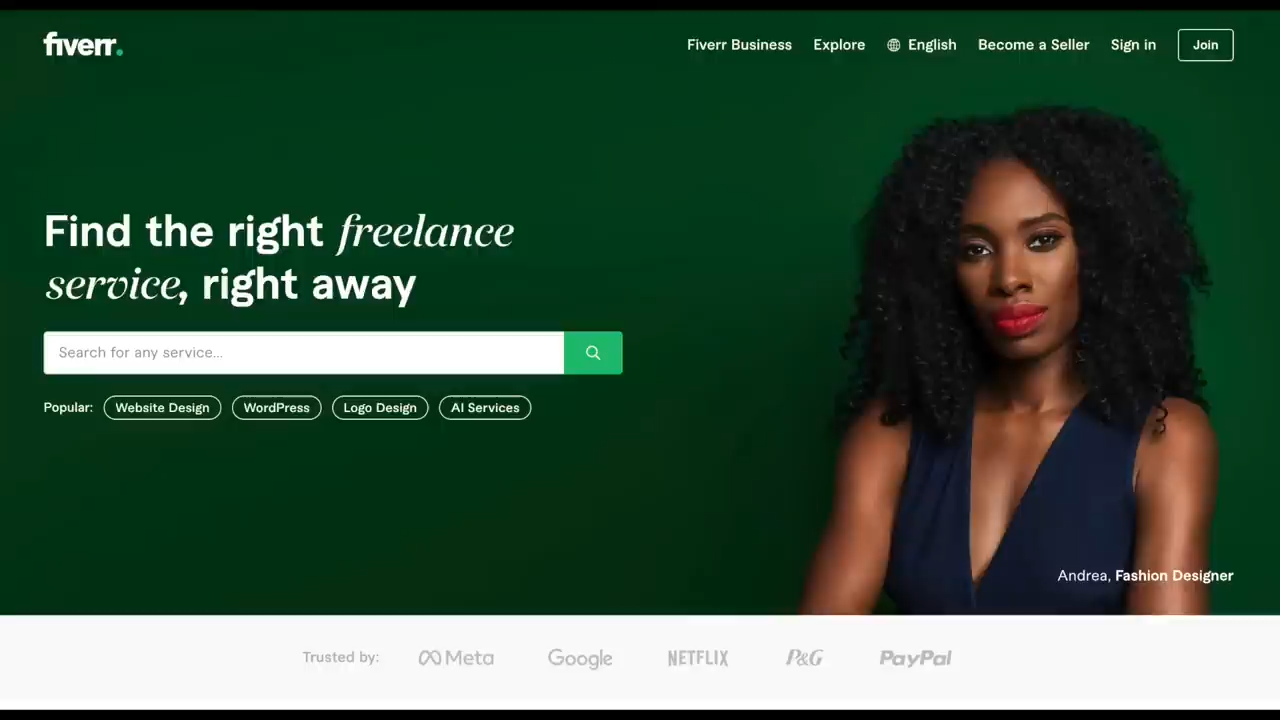 fiverr.
Fiverr Business Explore English Become a Seller Sign in Join
Find the right freelance
service, right away
Search for any service...
Popular: Website Design WordPress Logo Design AI Services
Andrea, Fashion Designer
Trusted by: Meta Google NETFLIX P&G PayPal